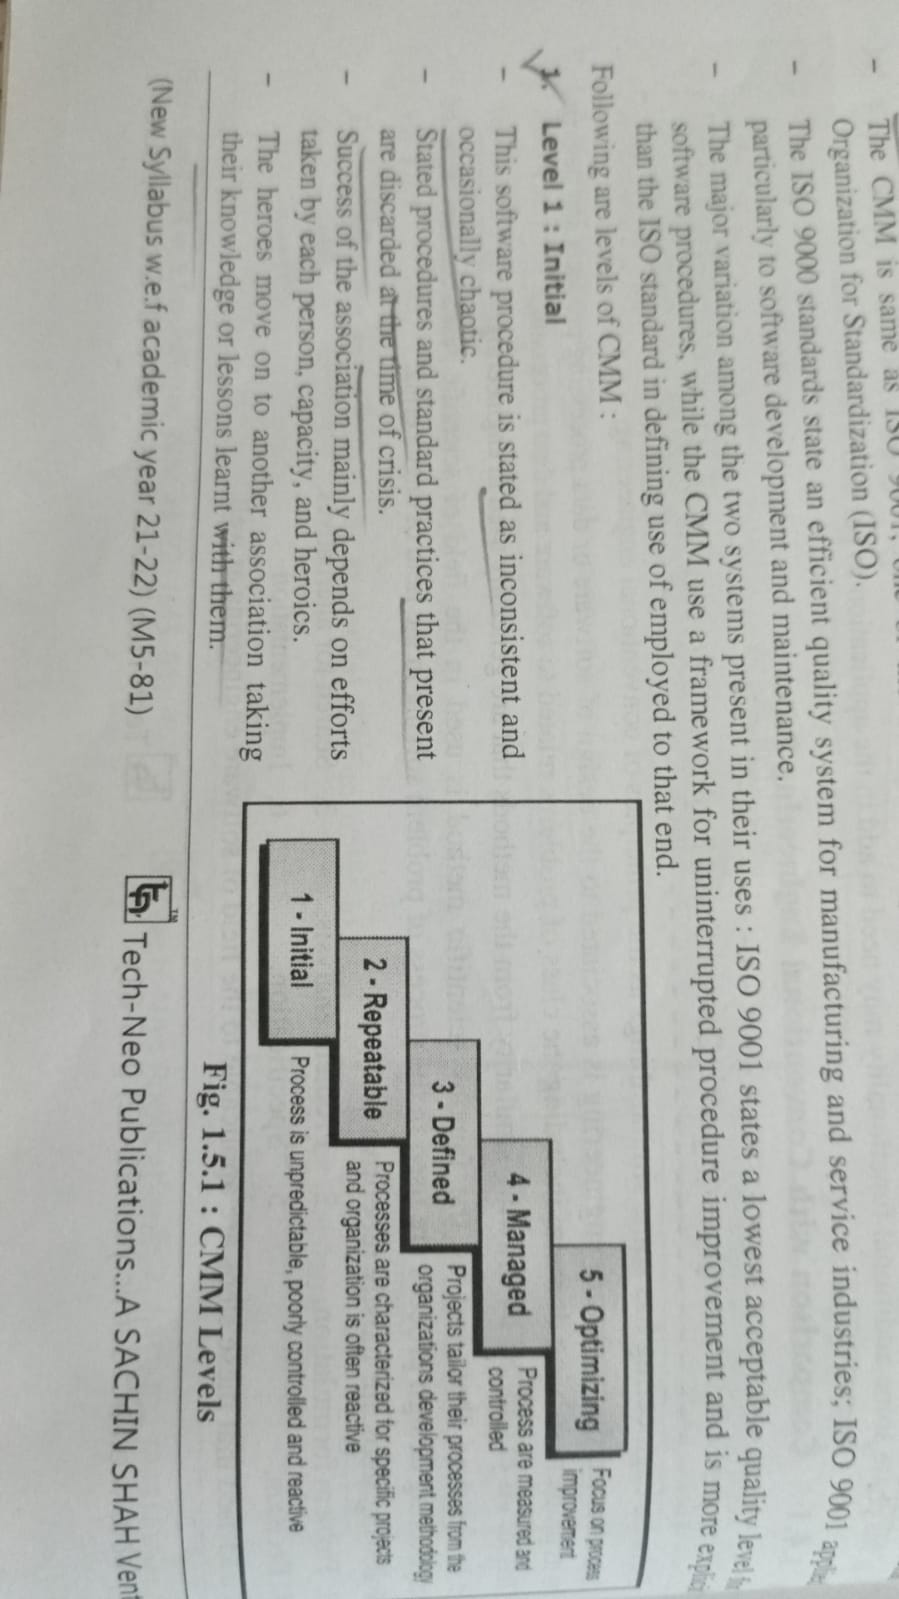 - The CMM is same as ISO 9001,
Organization for Standardization (ISO).
- The ISO 9000 standards state an efficient quality system for manufacturing and service industries; ISO 9001 applies
particularly to software development and maintenance.
- The major variation among the two systems present in their uses : ISO 9001 states a lowest acceptable quality level for
software procedures, while the CMM use a framework for uninterrupted procedure improvement and is more explicit
than the ISO standard in defining use of employed to that end.
Following are levels of CMM :
1. Level 1 : Initial
- This software procedure is stated as inconsistent and
occasionally chaotic.
- Stated procedures and standard practices that present
are discarded at the time of crisis.
- Success of the association mainly depends on efforts
taken by each person, capacity, and heroics.
- The heroes move on to another association taking
their knowledge or lessons learnt with them.
5 - Optimizing
Focus on process
improvement
4 - Managed
Process are measured and
controlled
3 - Defined
Projects tailor their processes from the
organizations development methodology
2 - Repeatable
Processes are characterized for specific projects
and organization is often reactive
1 - Initial
Process is unpredictable, poorly controlled and reactive
Fig. 1.5.1 : CMM Levels
(New Syllabus w.e.f academic year 21-22) (M5-81)
TM
Tech-Neo Publications...A SACHIN SHAH Vent